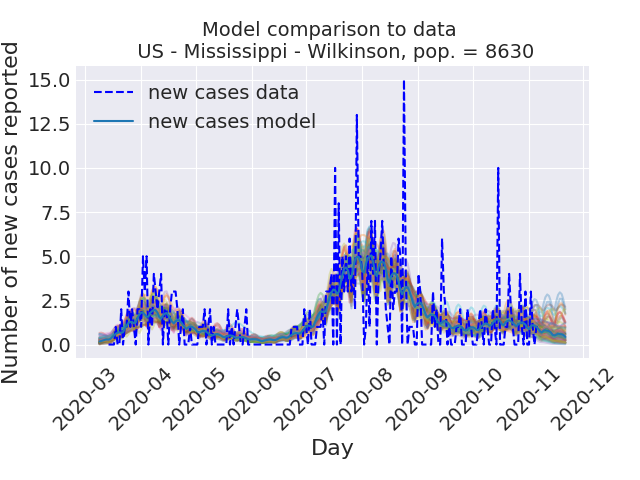 Model comparison to data
US - Mississippi - Wilkinson, pop. = 8630
Number of new cases reported
15.0
12.5
10.0
7.5
5.0
2.5
0.0
new cases data
new cases model
2020-03
2020-04
2020-05
2020-06
2020-07
2020-08
2020-09
2020-10
2020-11
2020-12
Day